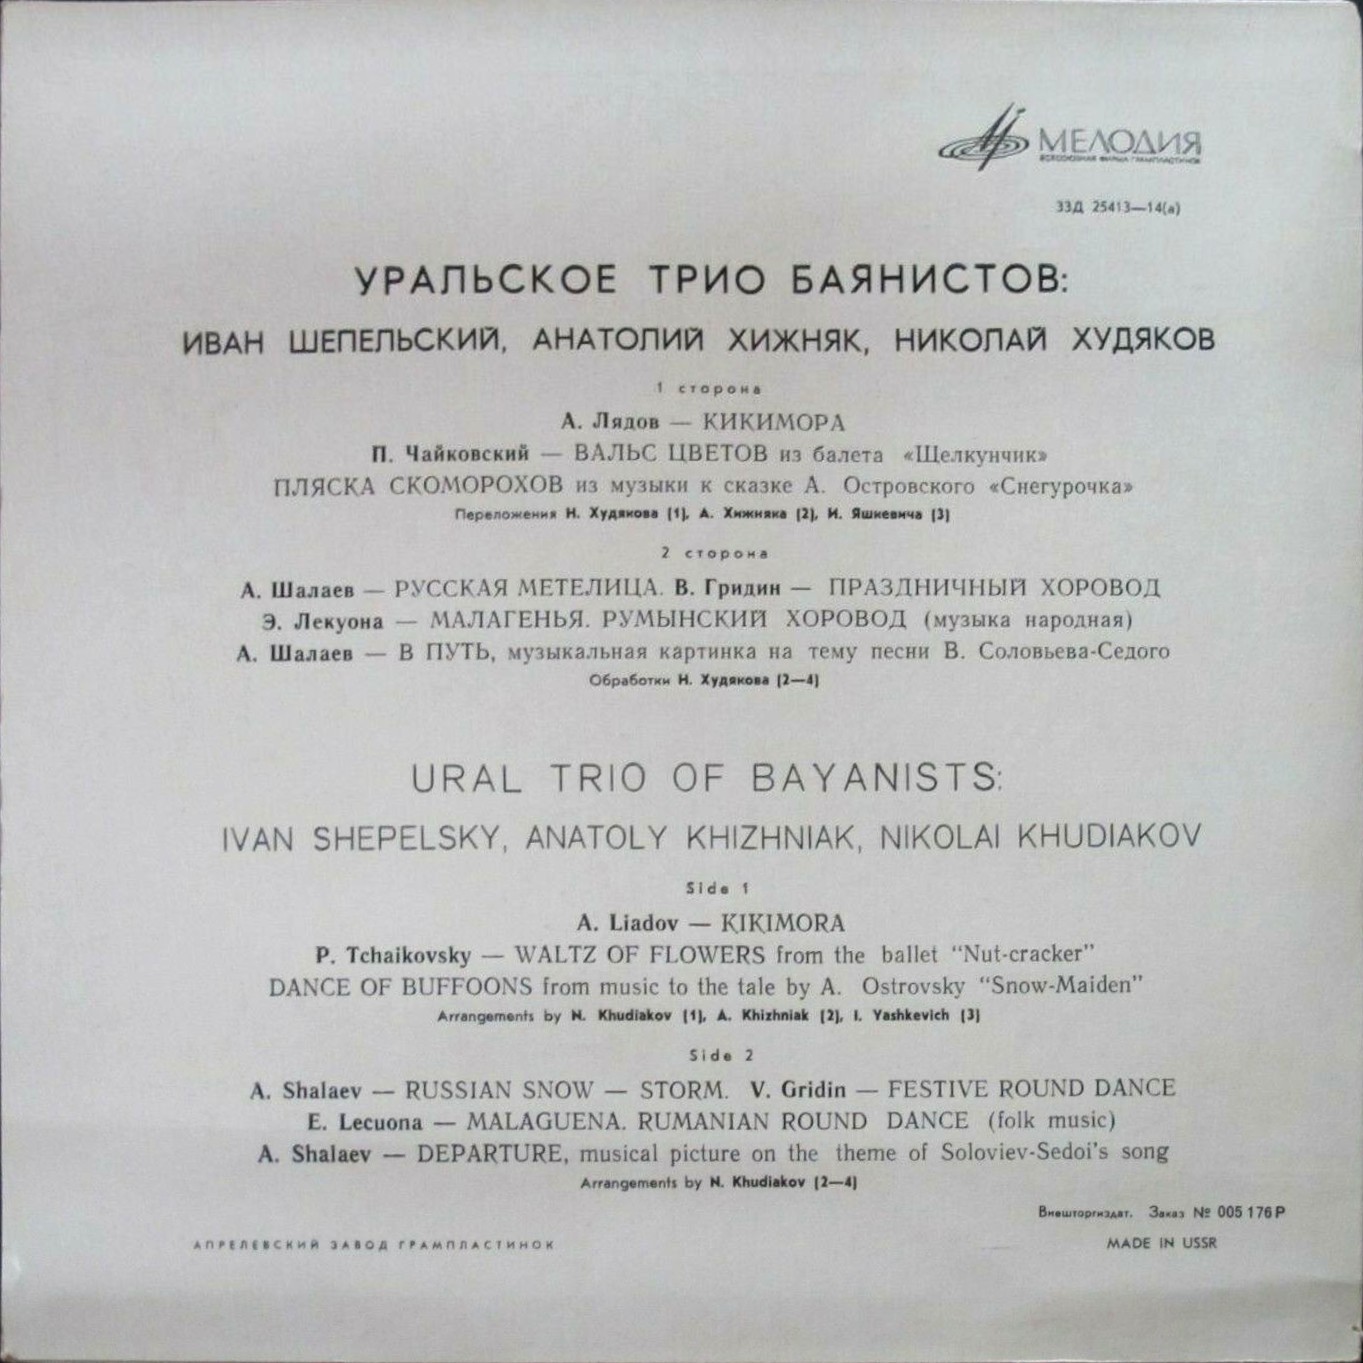 МЕЛОДИЯ
ВСЕСОЮЗНАЯ ФИРМА ГРАМПЛАСТИНОК
33Д 25413—14(а)
УРАЛЬСКОЕ ТРИО БАЯНИСТОВ:
ИВАН ШЕПЕЛЬСКИЙ, АНАТОЛИЙ ХИЖНЯК, НИКОЛАЙ ХУДЯКОВ
1 сторона
А. Лядов — КИКИМОРА
П. Чайковский — ВАЛЬС ЦВЕТОВ из балета «Щелкунчик»
ПЛЯСКА СКОМОРОХОВ из музыки к сказке А. Островского «Снегурочка»
Переложения Н. Худякова (1), А. Хижняка (2), И. Яшкевича (3)
2 сторона
А. Шалаев — РУССКАЯ МЕТЕЛИЦА. В. Гридин — ПРАЗДНИЧНЫЙ ХОРОВОД
Э. Лекуона — МАЛАГЕНЬЯ. РУМЫНСКИЙ ХОРОВОД (музыка народная)
А. Шалаев — В ПУТЬ, музыкальная картинка на тему песни В. Соловьева-Седого
Обработки Н. Худякова (2—4)
URAL TRIO OF BAYANISTS:
IVAN SHEPELSKY, ANATOLY KHIZHNIAK, NIKOLAI KHUDIAKOV
Side 1
A. Liadov — KIKIMORA
P. Tchaikovsky — WALTZ OF FLOWERS from the ballet "Nut-cracker"
DANCE OF BUFFOONS from music to the tale by A. Ostrovsky "Snow-Maiden"
Arrangements by N. Khudiakov (1), A. Khizhniak (2), I. Yashkevich (3)
Side 2
A. Shalaev — RUSSIAN SNOW — STORM. V. Gridin — FESTIVE ROUND DANCE
E. Lecuona — MALAGUENA. RUMANIAN ROUND DANCE (folk music)
A. Shalaev — DEPARTURE, musical picture on the theme of Soloviev-Sedoi's song
Arrangements by N. Khudiakov (2—4)
Внешторгиздат. Заказ № 005 176 Р
АПРЕЛЕВСКИЙ ЗАВОД ГРАМПЛАСТИНОК
MADE IN USSR